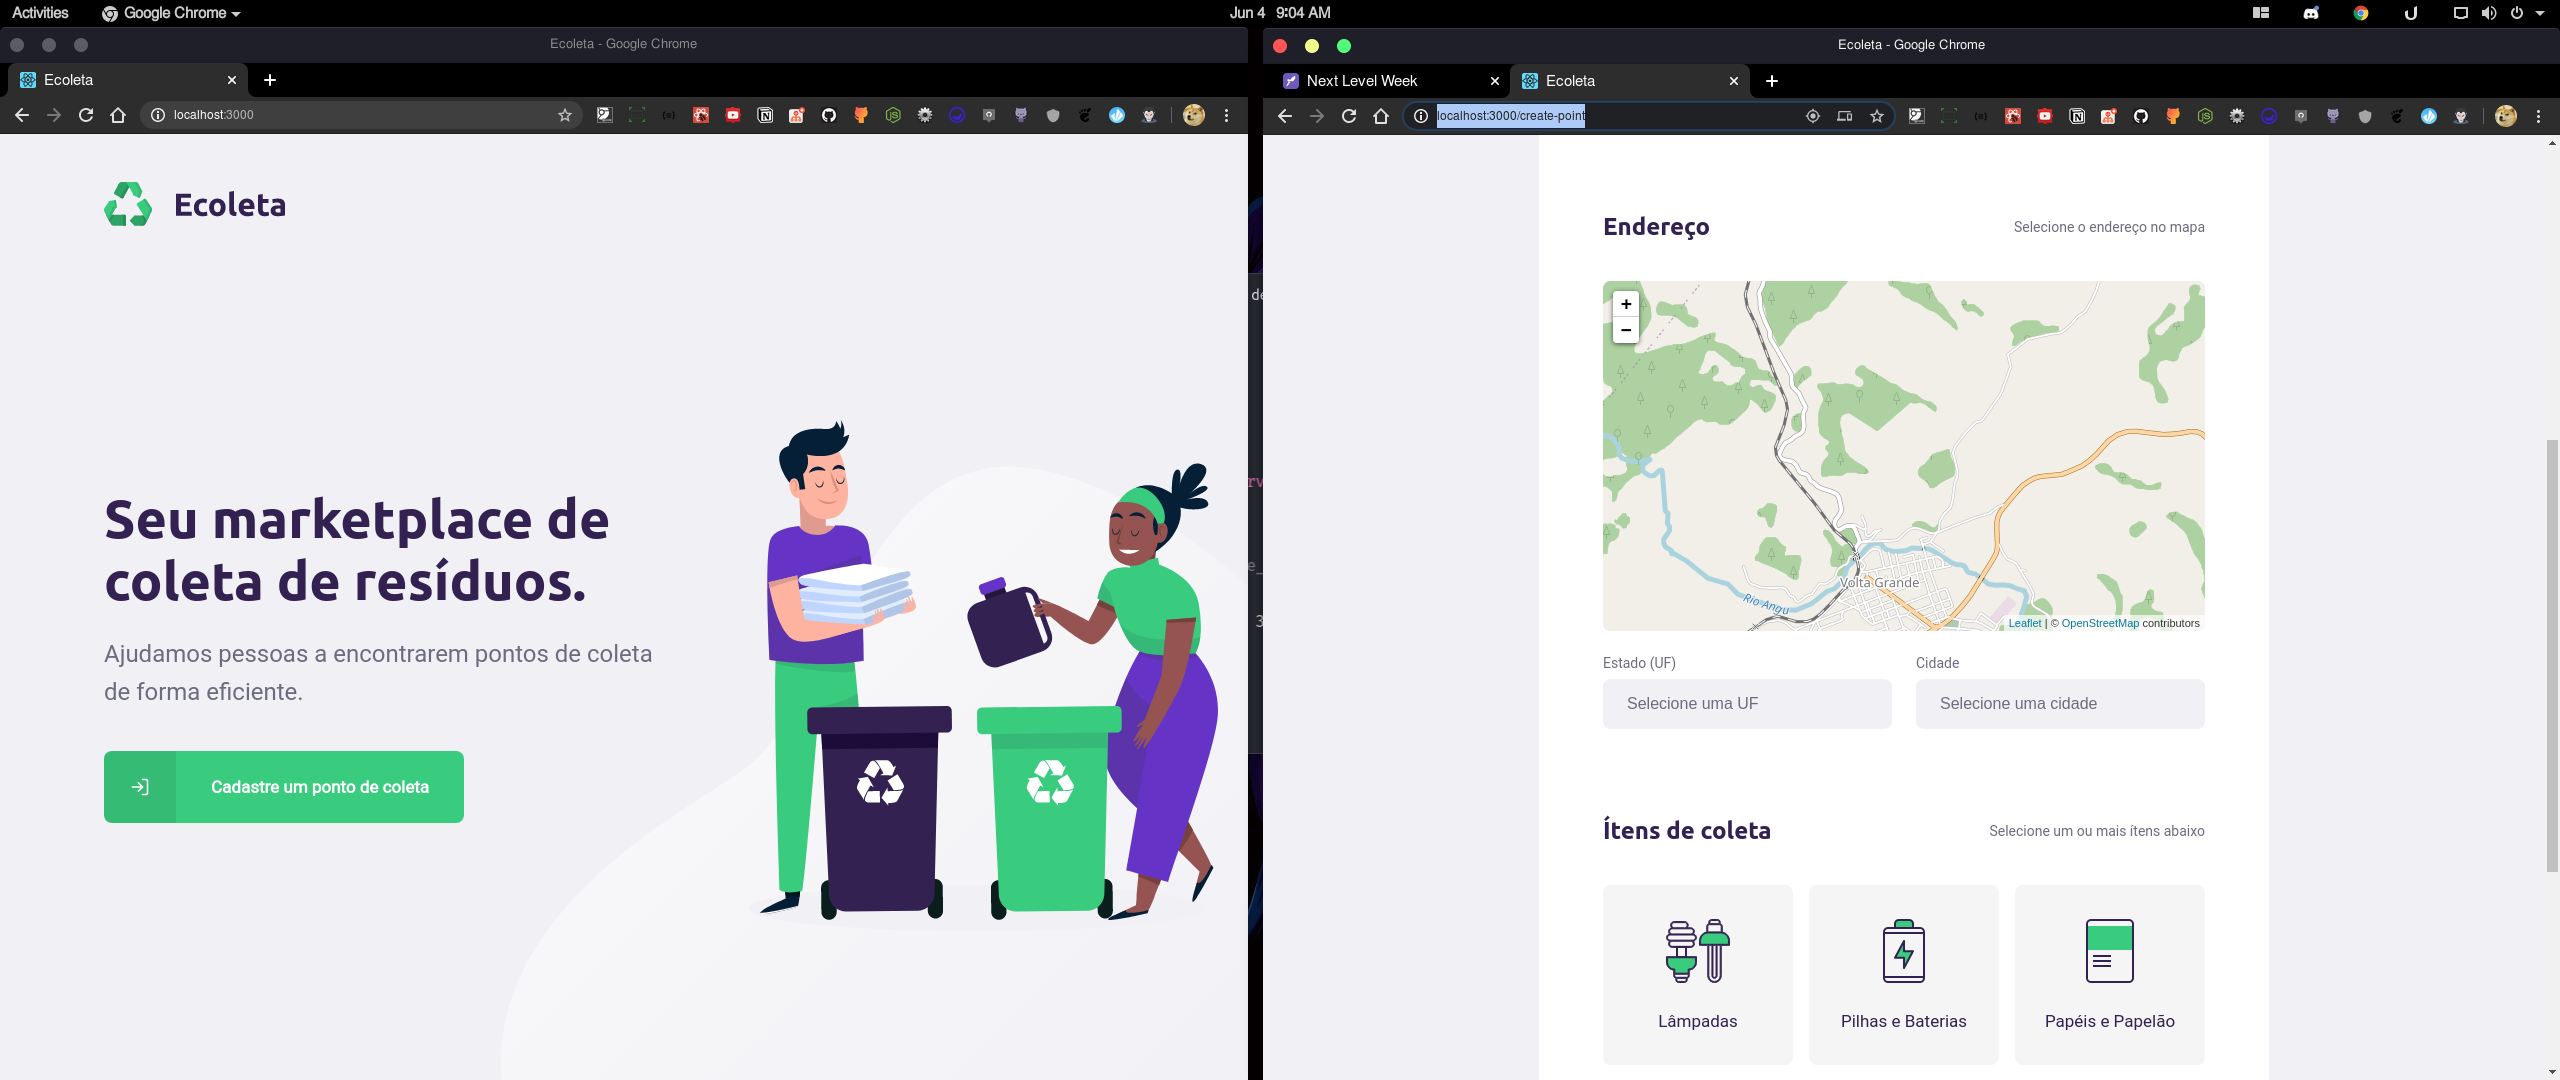 Activities
Google Chrome
Jun 4 9:04 AM
Ecoleta - Google Chrome
Ecoleta
localhost:3000
Ecoleta
Seu marketplace de
coleta de resíduos.
Ajudamos pessoas a encontrarem pontos de coleta
de forma eficiente.
Cadastre um ponto de coleta
Ecoleta - Google Chrome
Next Level Week
Ecoleta
localhost:3000/create-point
Endereço
Selecione o endereço no mapa
+
−
Volta Grande
Rio Angu
Leaflet | © OpenStreetMap contributors
Estado (UF)
Cidade
Selecione uma UF
Selecione uma cidade
Ítens de coleta
Selecione um ou mais ítens abaixo
Lâmpadas
Pilhas e Baterias
Papéis e Papelão